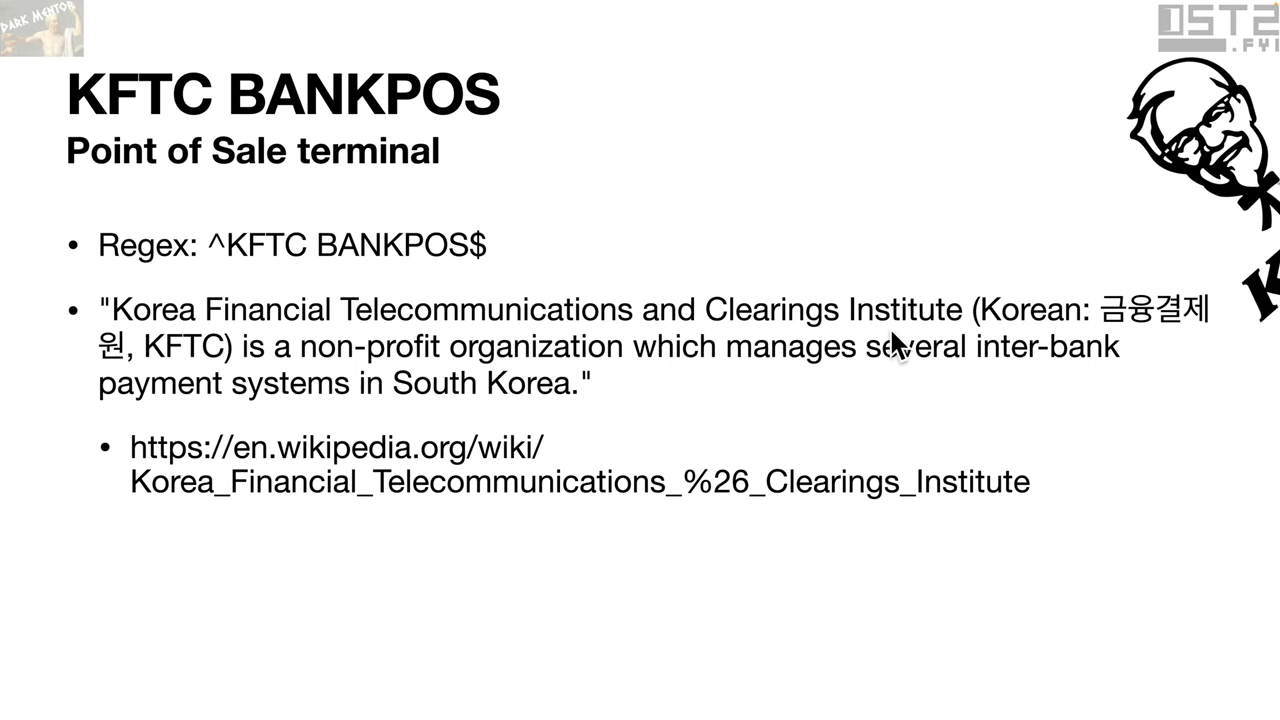 DARK MENTOR
OST2
.FYI
KFTC BANKPOS
Point of Sale terminal
• Regex: ^KFTC BANKPOS$
• "Korea Financial Telecommunications and Clearings Institute (Korean: 금융결제
원, KFTC) is a non-profit organization which manages several inter-bank
payment systems in South Korea."
• https://en.wikipedia.org/wiki/
Korea_Financial_Telecommunications_%26_Clearings_Institute
K